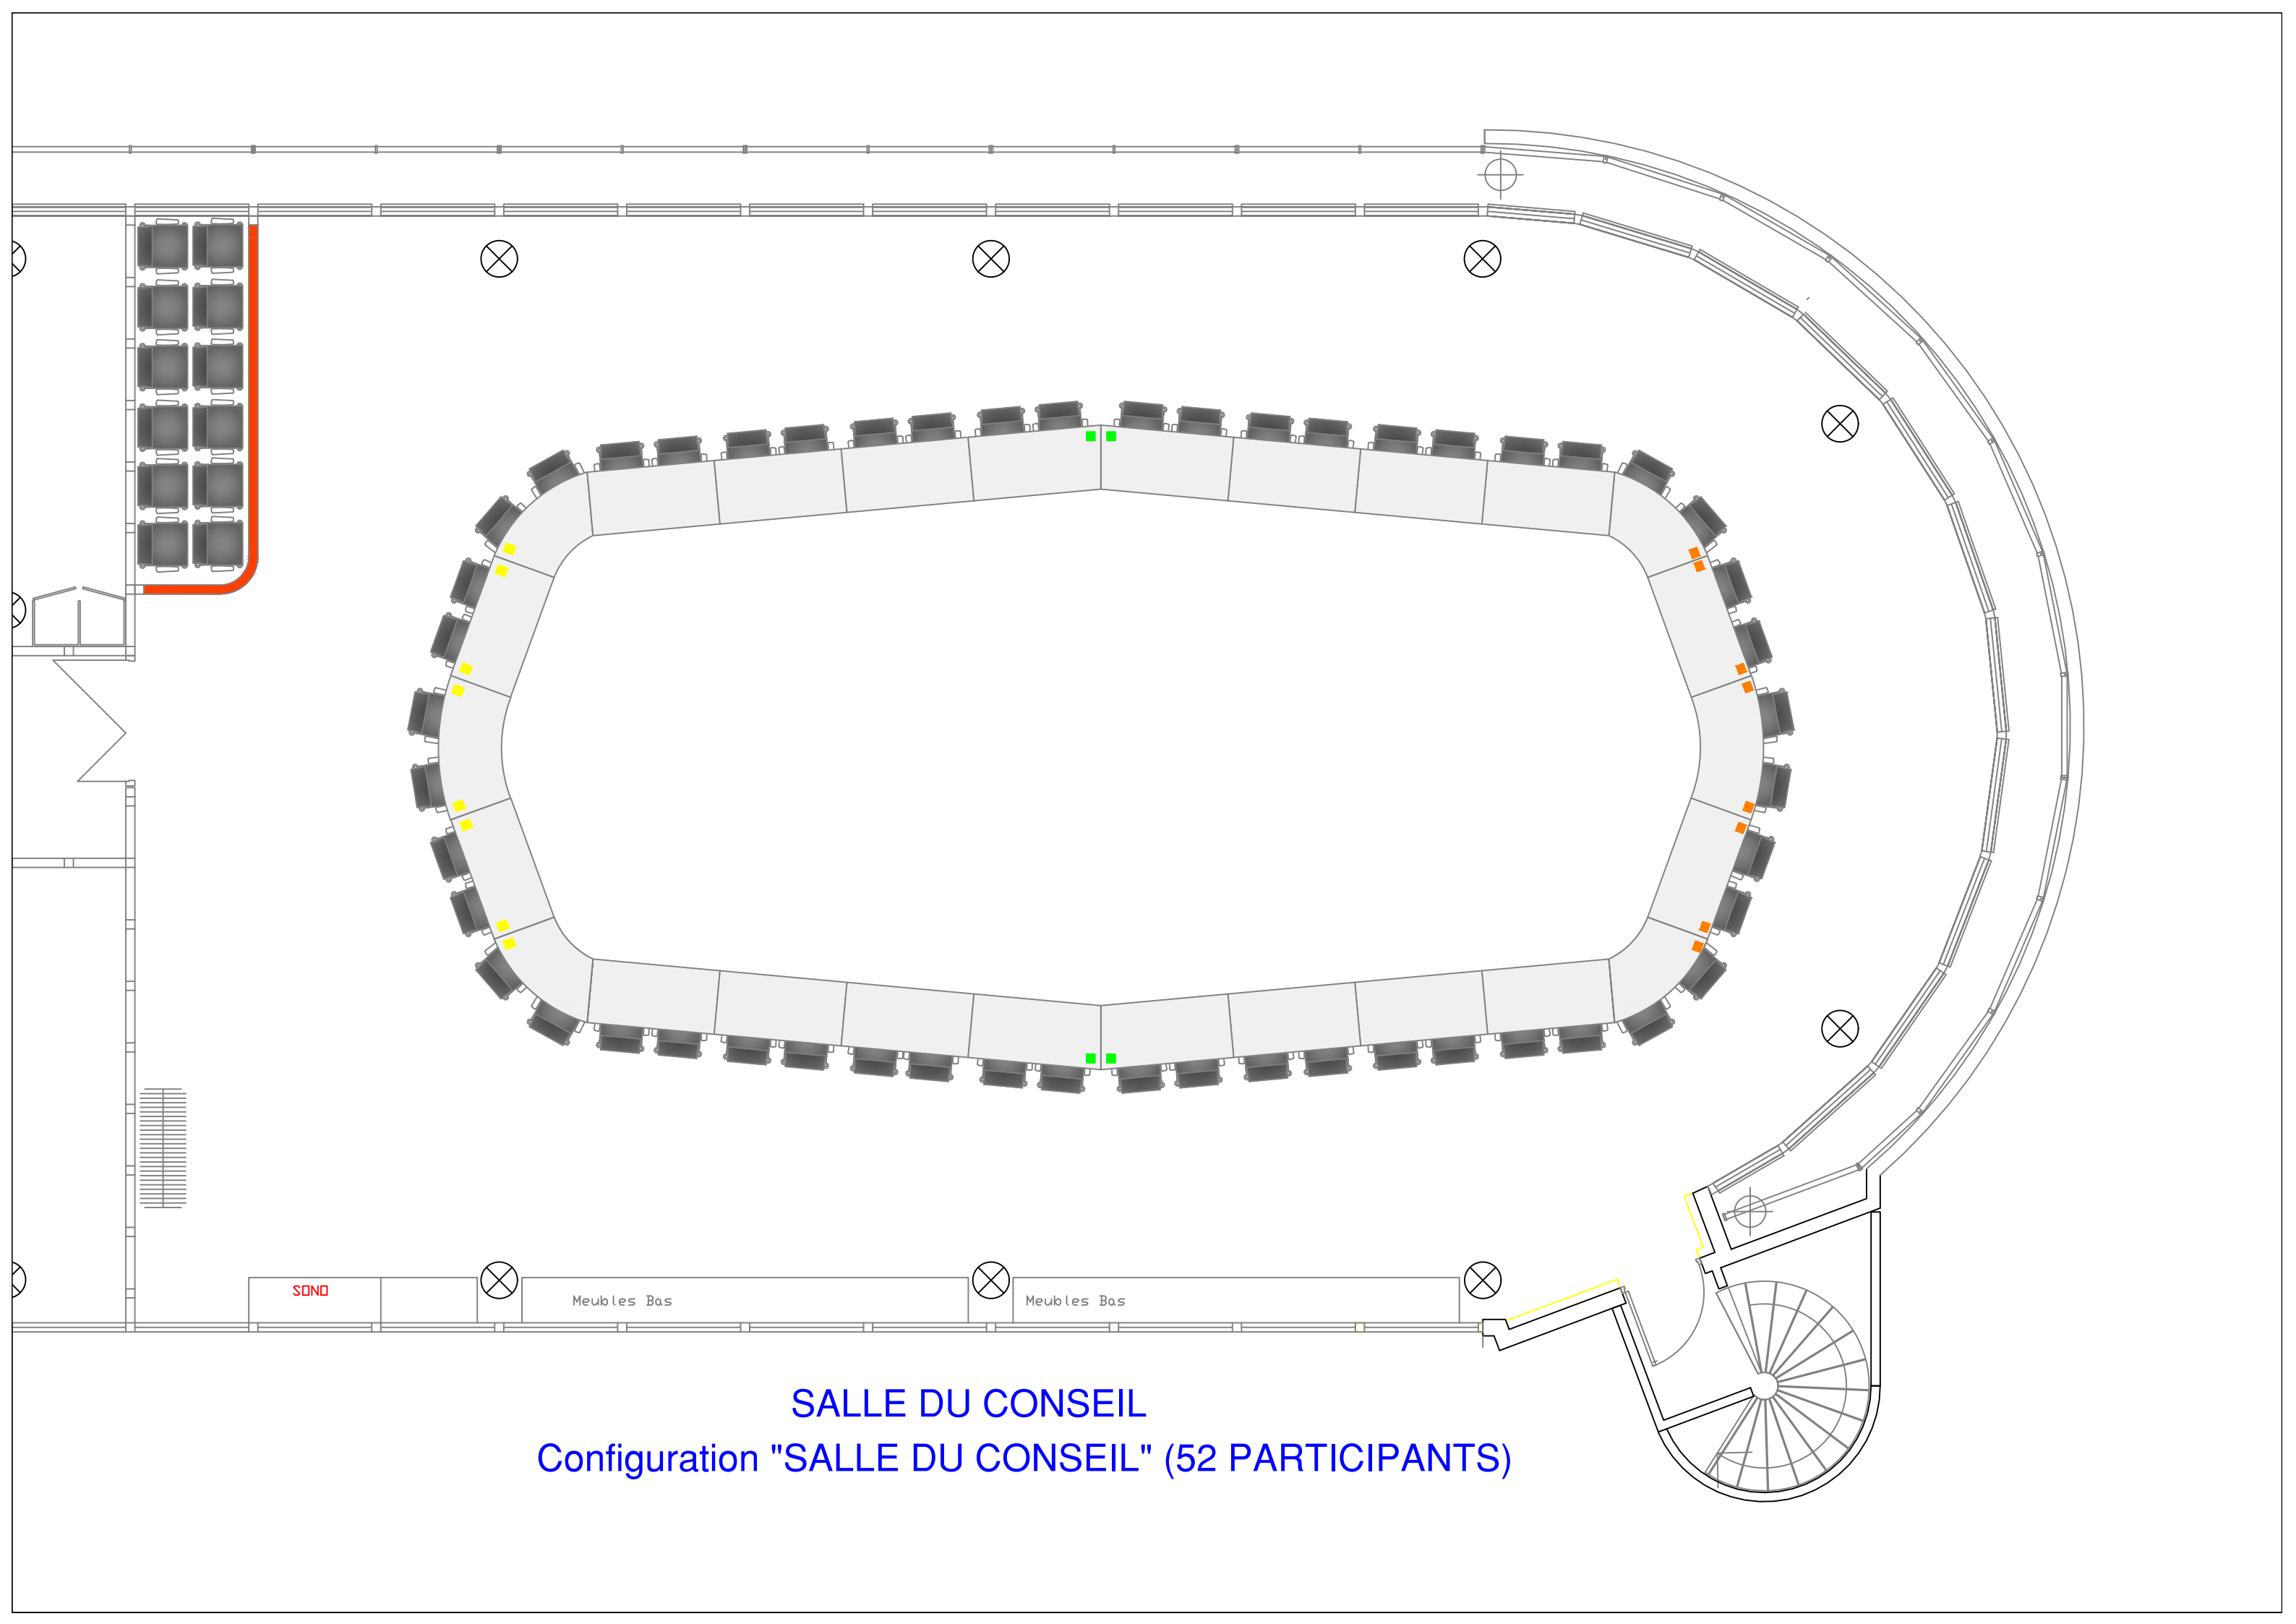 SONO
Meubles Bas
Meubles Bas
SALLE DU CONSEIL
Configuration "SALLE DU CONSEIL" (52 PARTICIPANTS)